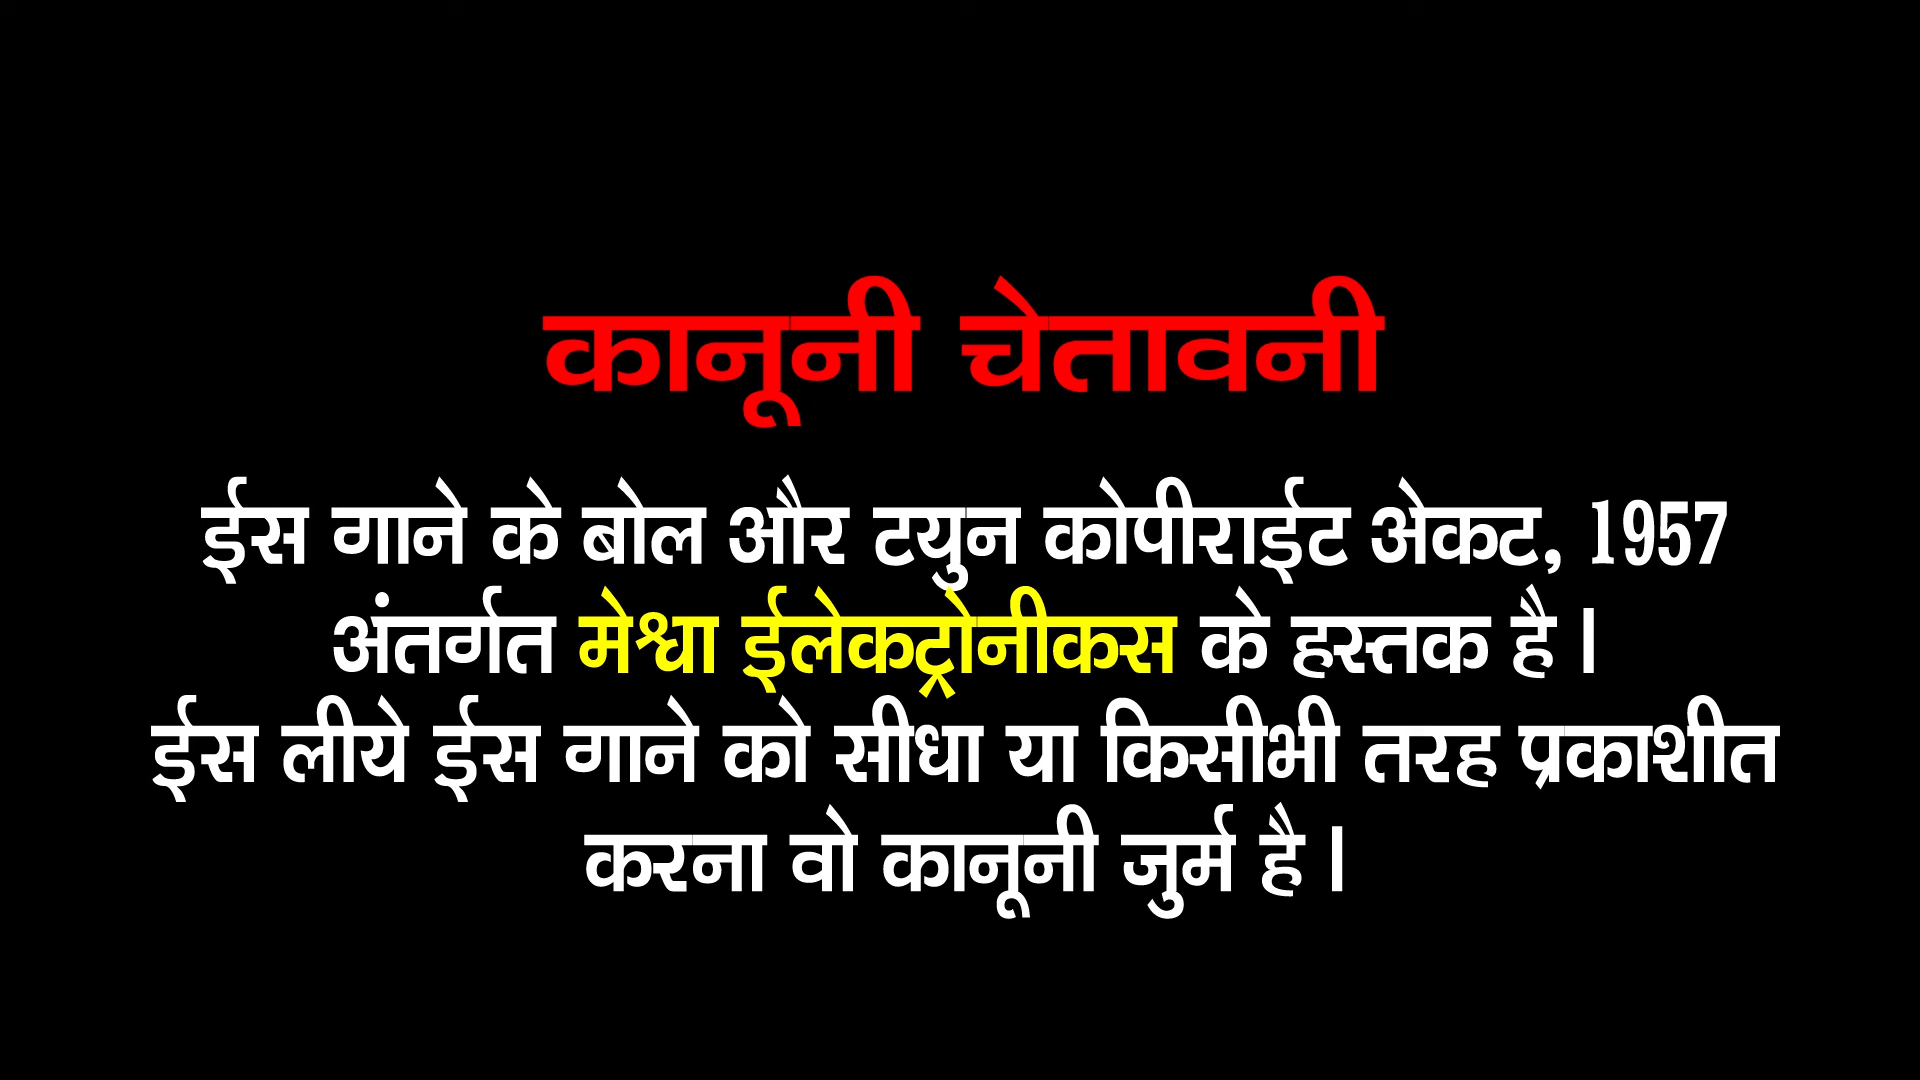 कानूनी चेतावनी
ईस गाने के बोल और टयुन कोपीराईट अेकट, 1957
अंतर्गत मेश्वा ईलेकट्रोनीकस के हस्तक है ।
ईस लीये ईस गाने को सीधा या किसीभी तरह प्रकाशीत
करना वो कानूनी जुर्म है ।